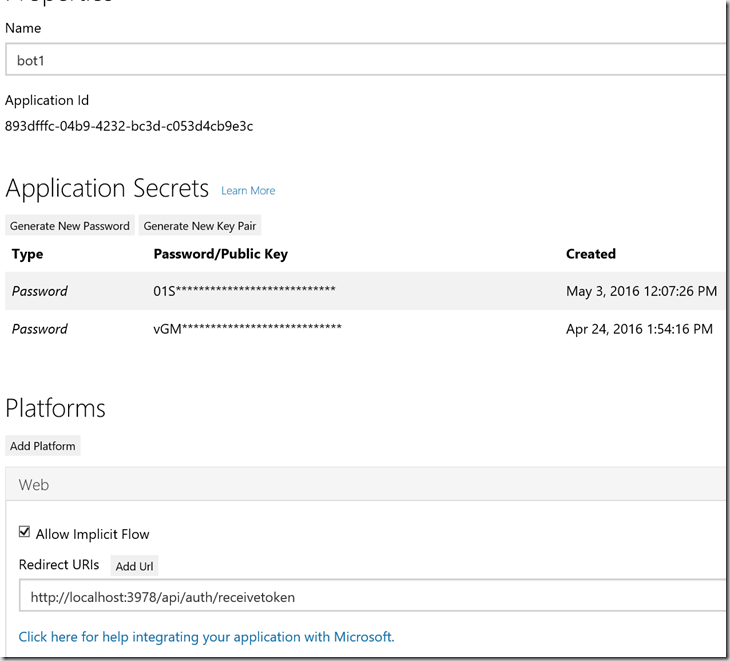 Name
bot1
Application Id
893dfffc-04b9-4232-bc3d-c053d4cb9e3c
Application Secrets Learn More
Generate New Password Generate New Key Pair
Type Password/Public Key Created
Password 01S**************************** May 3, 2016 12:07:26 PM
Password vGM**************************** Apr 24, 2016 1:54:16 PM
Platforms
Add Platform
Web
Allow Implicit Flow
Redirect URIs Add Url
http://localhost:3978/api/auth/receivetoken
Click here for help integrating your application with Microsoft.